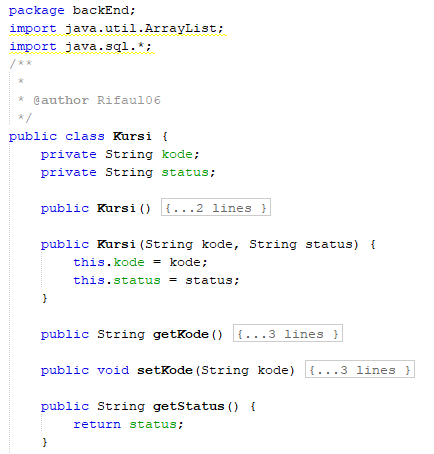 package backEnd;
import java.util.ArrayList;
import java.sql.*;
/**
 *
 * @author Rifaul06
 */
public class Kursi {
    private String kode;
    private String status;

    public Kursi() {...2 lines }

    public Kursi(String kode, String status) {
        this.kode = kode;
        this.status = status;
    }

    public String getKode() {...3 lines }

    public void setKode(String kode) {...3 lines }

    public String getStatus() {
        return status;
    }